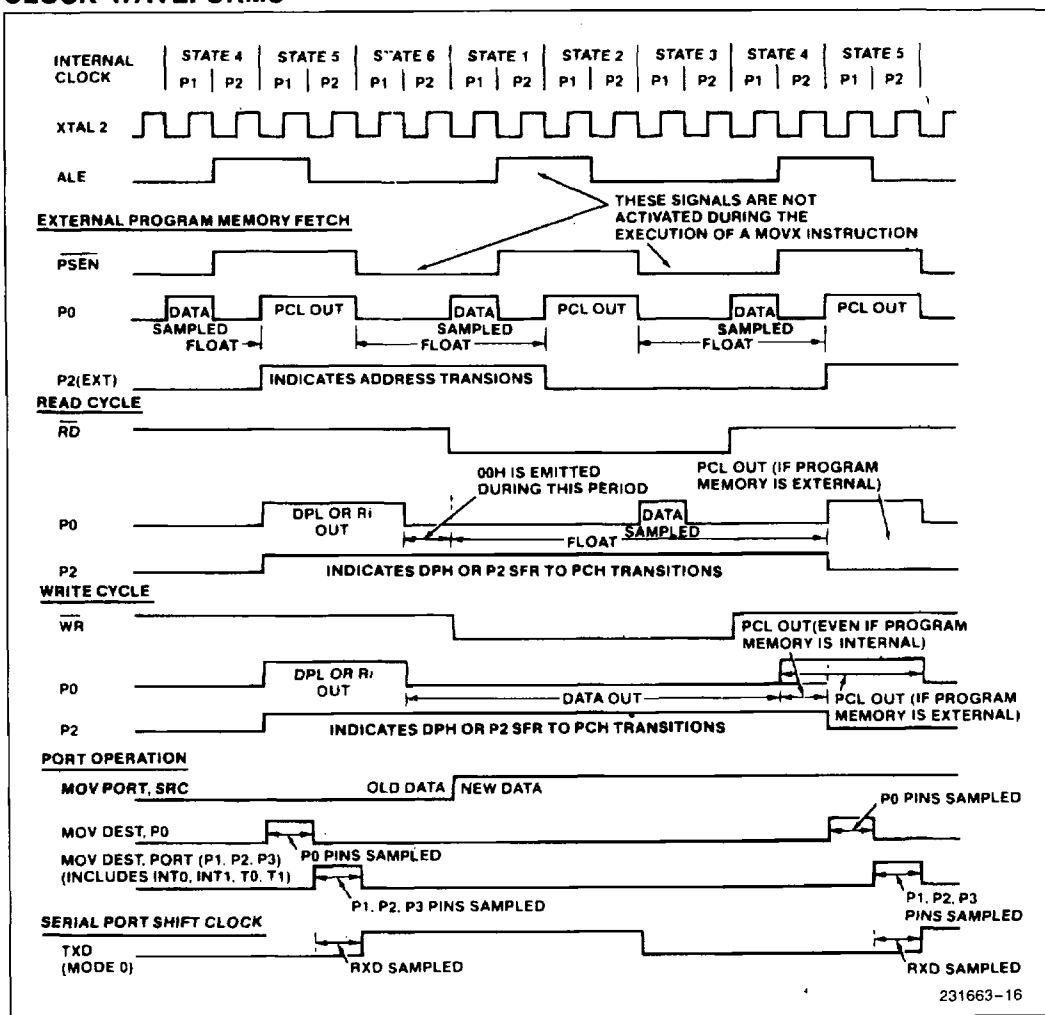 INTERNAL CLOCK STATE 4 STATE 5 STATE 6 STATE 1 STATE 2 STATE 3 STATE 4 STATE 5
P1 P2 P1 P2 P1 P2 P1 P2 P1 P2 P1 P2 P1 P2 P1 P2
XTAL 2
ALE
THESE SIGNALS ARE NOT
ACTIVATED DURING THE
EXECUTION OF A MOVX INSTRUCTION
EXTERNAL PROGRAM MEMORY FETCH
PSEN
P0 DATA PCL OUT DATA PCL OUT DATA PCL OUT
SAMPLED SAMPLED SAMPLED
FLOAT FLOAT FLOAT
P2(EXT) INDICATES ADDRESS TRANSIONS
READ CYCLE
RD
00H IS EMITTED
DURING THIS PERIOD
PCL OUT (IF PROGRAM
MEMORY IS EXTERNAL)
P0 DPL OR Ri
OUT
DATA
SAMPLED
FLOAT
P2 INDICATES DPH OR P2 SFR TO PCH TRANSITIONS
WRITE CYCLE
WR
PCL OUT(EVEN IF PROGRAM
MEMORY IS INTERNAL)
P0 DPL OR Ri
OUT
DATA OUT
PCL OUT (IF PROGRAM
MEMORY IS EXTERNAL)
P2 INDICATES DPH OR P2 SFR TO PCH TRANSITIONS
PORT OPERATION
MOV PORT, SRC OLD DATA NEW DATA
P0 PINS SAMPLED
MOV DEST, P0
P0 PINS SAMPLED
MOV DEST, PORT (P1, P2, P3)
(INCLUDES INT0, INT1, T0, T1)
P1, P2, P3 PINS SAMPLED
P1, P2, P3
PINS SAMPLED
SERIAL PORT SHIFT CLOCK
TXD
(MODE 0)
RXD SAMPLED RXD SAMPLED
231663-16